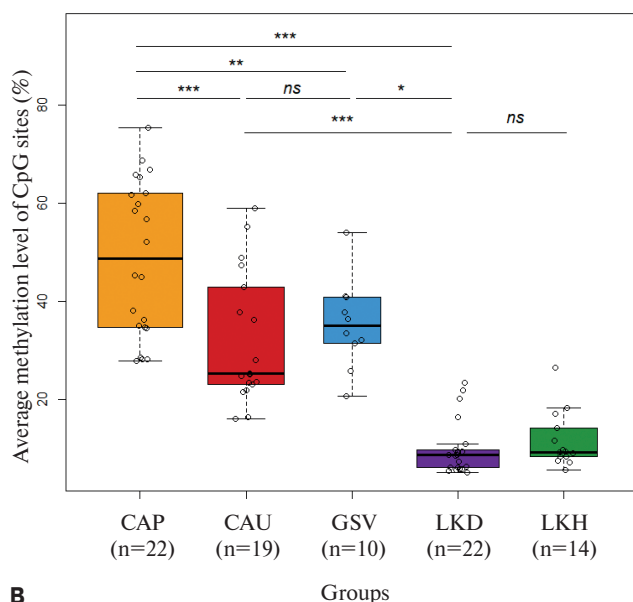 ***
**
*** ns *
*** ns
Average methylation level of CpG sites (%)
80
60
40
20
CAP CAU GSV LKD LKH
(n=22) (n=19) (n=10) (n=22) (n=14)
B Groups